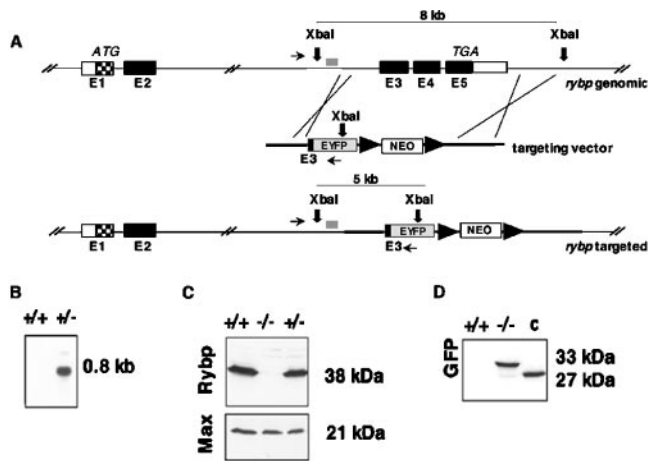 A
8 kb
XbaI
XbaI
ATG
TGA
E1
E2
E3
E4
E5
rybp genomic
XbaI
EYFP
NEO
targeting vector
E3
5 kb
XbaI
XbaI
EYFP
NEO
E1
E2
E3
rybp targeted
B
+/+ +/-
0.8 kb
C
+/+ -/- +/-
Rybp
38 kDa
Max
21 kDa
D
+/+ -/- c
GFP
33 kDa
27 kDa